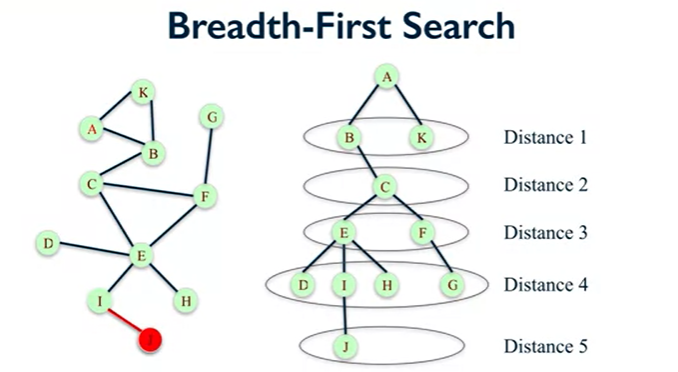 Breadth-First Search
K
A
B
G
C
F
D
E
I
H
J
A
B K Distance 1
C Distance 2
E F Distance 3
D I H G Distance 4
J Distance 5